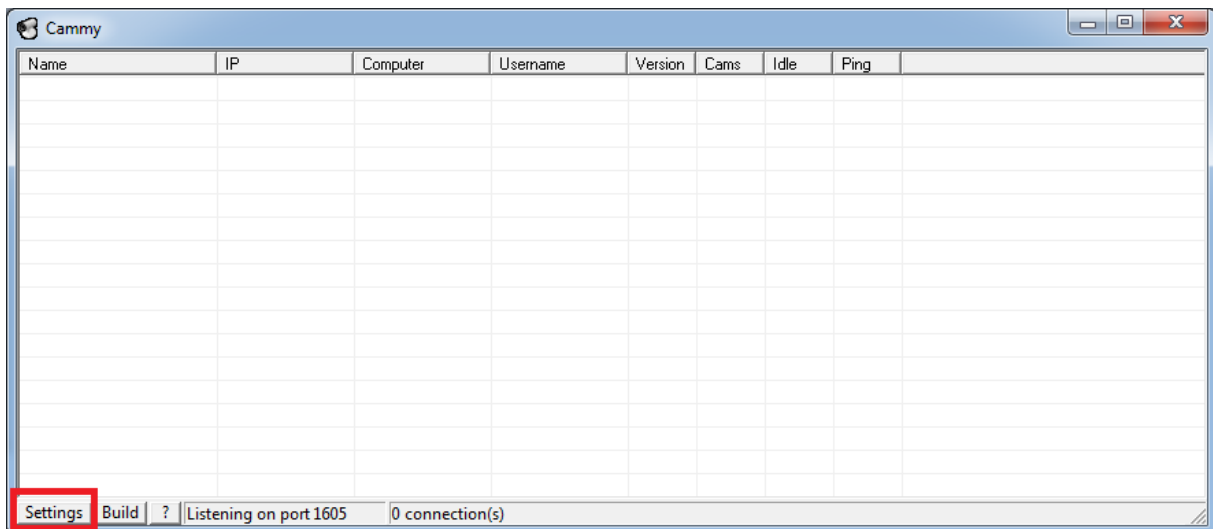 Cammy
Name IP Computer Username Version Cams Idle Ping
Settings Build ? Listening on port 1605 0 connection(s)